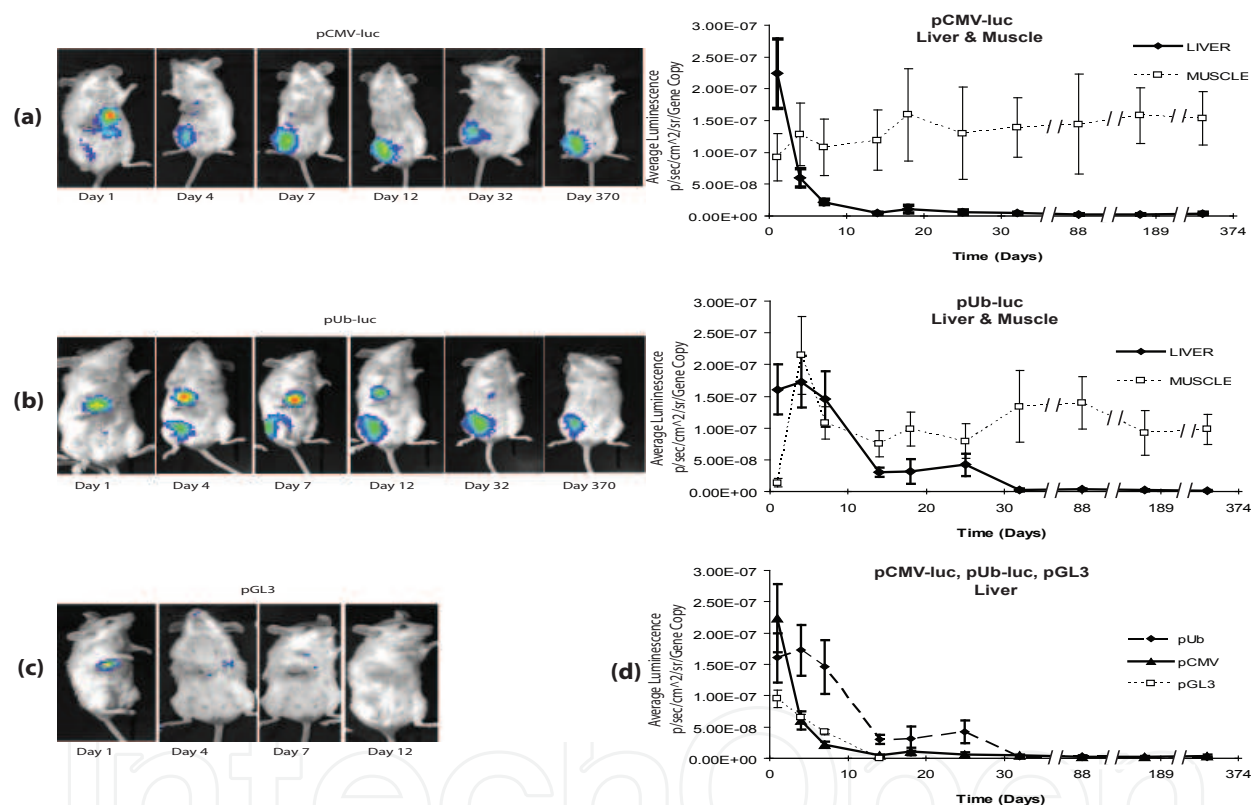 pCMV-luc
(a)
Day 1 Day 4 Day 7 Day 12 Day 32 Day 370
pCMV-luc
Liver & Muscle
LIVER
MUSCLE
Average Luminescence
p/sec/cm^2/sr/Gene Copy
3.00E-07
2.50E-07
2.00E-07
1.50E-07
1.00E-07
5.00E-08
0.00E+00
0 10 20 30 88 189 374
Time (Days)
pUb-luc
(b)
Day 1 Day 4 Day 7 Day 12 Day 32 Day 370
pUb-luc
Liver & Muscle
LIVER
MUSCLE
Average Luminescence
p/sec/cm^2/sr/Gene Copy
3.00E-07
2.50E-07
2.00E-07
1.50E-07
1.00E-07
5.00E-08
0.00E+00
0 10 20 30 88 189 374
Time (Days)
pGL3
(c)
Day 1 Day 4 Day 7 Day 12
(d)
pCMV-luc, pUb-luc, pGL3
Liver
pUb
pCMV
pGL3
Average Luminescence
p/sec/cm^2/sr/Gene Copy
3.00E-07
2.50E-07
2.00E-07
1.50E-07
1.00E-07
5.00E-08
0.00E+00
0 10 20 30 88 189 374
Time (Days)
IntechOpen